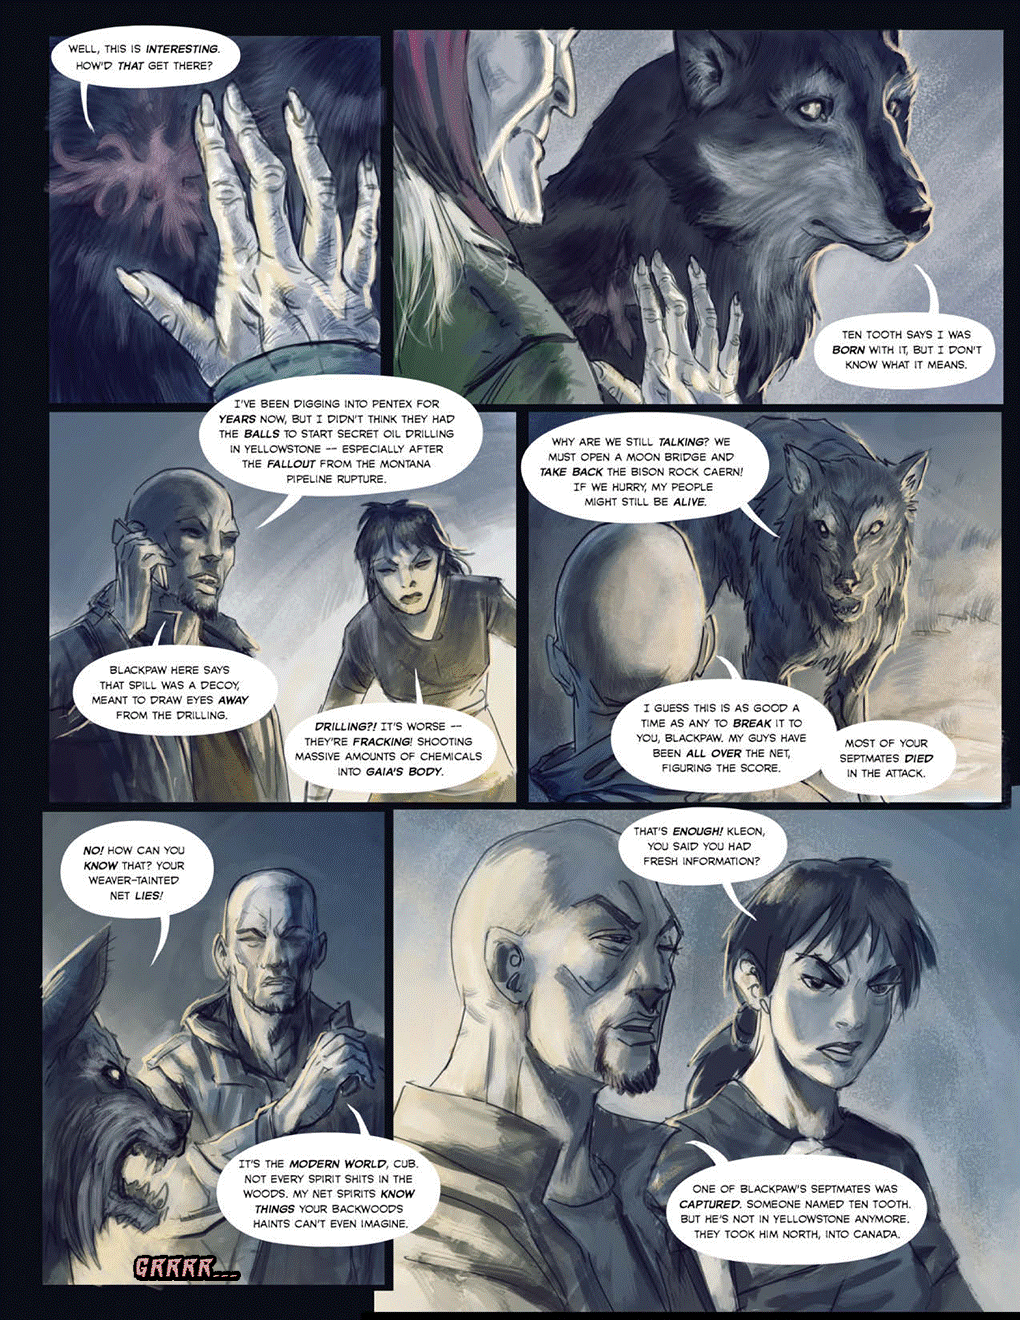 WELL, THIS IS INTERESTING.
HOW'D THAT GET THERE?
TEN TOOTH SAYS I WAS
BORN WITH IT, BUT I DON'T
KNOW WHAT IT MEANS.
I'VE BEEN DIGGING INTO PENTEX FOR
YEARS NOW, BUT I DIDN'T THINK THEY HAD
THE BALLS TO START SECRET OIL DRILLING
IN YELLOWSTONE -- ESPECIALLY AFTER
THE FALLOUT FROM THE MONTANA
PIPELINE RUPTURE.
BLACKPAW HERE SAYS
THAT SPILL WAS A DECOY,
MEANT TO DRAW EYES AWAY
FROM THE DRILLING.
DRILLING?! IT'S WORSE --
THEY'RE FRACKING! SHOOTING
MASSIVE AMOUNTS OF CHEMICALS
INTO GAIA'S BODY.
WHY ARE WE STILL TALKING? WE
MUST OPEN A MOON BRIDGE AND
TAKE BACK THE BISON ROCK CAERN!
IF WE HURRY, MY PEOPLE
MIGHT STILL BE ALIVE.
I GUESS THIS IS AS GOOD A
TIME AS ANY TO BREAK IT TO
YOU, BLACKPAW. MY GUYS HAVE
BEEN ALL OVER THE NET,
FIGURING THE SCORE.
MOST OF YOUR
SEPTMATES DIED
IN THE ATTACK.
NO! HOW CAN YOU
KNOW THAT? YOUR
WEAVER-TAINTED
NET LIES!
IT'S THE MODERN WORLD, CUB.
NOT EVERY SPIRIT SHITS IN THE
WOODS. MY NET SPIRITS KNOW
THINGS YOUR BACKWOODS
HAINTS CAN'T EVEN IMAGINE.
GRRRR...
THAT'S ENOUGH! KLEON,
YOU SAID YOU HAD
FRESH INFORMATION?
ONE OF BLACKPAW'S SEPTMATES WAS
CAPTURED. SOMEONE NAMED TEN TOOTH.
BUT HE'S NOT IN YELLOWSTONE ANYMORE.
THEY TOOK HIM NORTH, INTO CANADA.